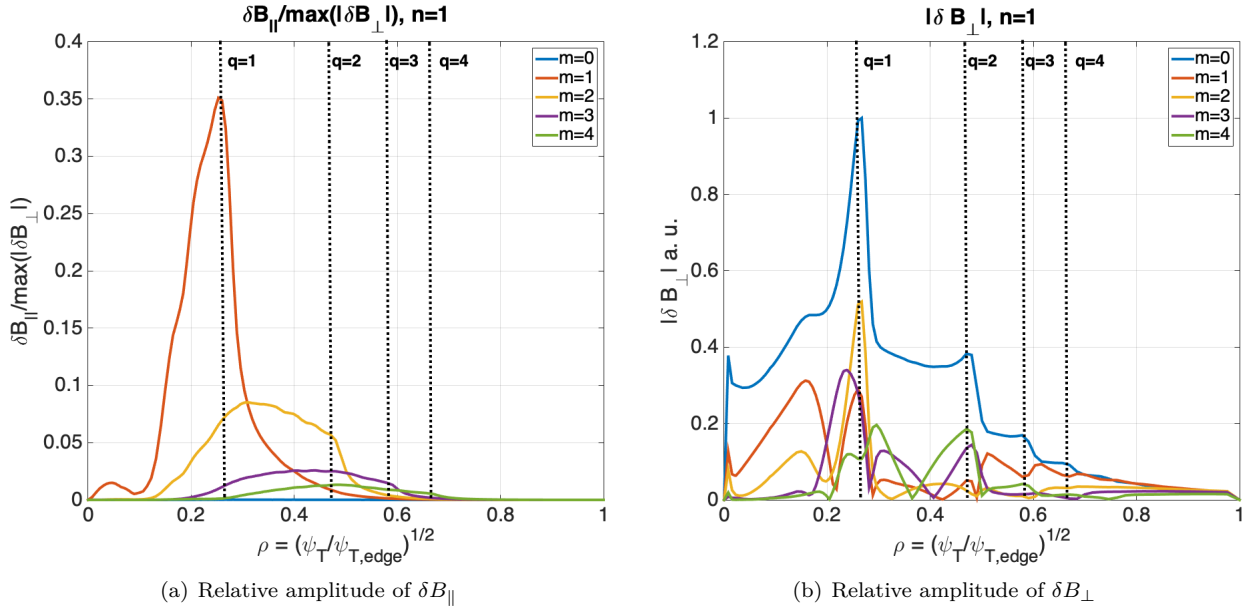 δB||/max(|δB⊥|), n=1
0.4
0.35
0.3
0.25
0.2
0.15
0.1
0.05
0
δB||/max(|δB⊥|)
q=1
q=2
q=3
q=4
m=0
m=1
m=2
m=3
m=4
0 0.2 0.4 0.6 0.8 1
ρ = (ψT/ψT,edge)1/2
(a) Relative amplitude of δB∥
|δ B⊥|, n=1
1.2
1
0.8
0.6
0.4
0.2
0
|δ B⊥| a. u.
q=1
q=2
q=3
q=4
m=0
m=1
m=2
m=3
m=4
0 0.2 0.4 0.6 0.8 1
ρ = (ψT/ψT,edge)1/2
(b) Relative amplitude of δB⊥